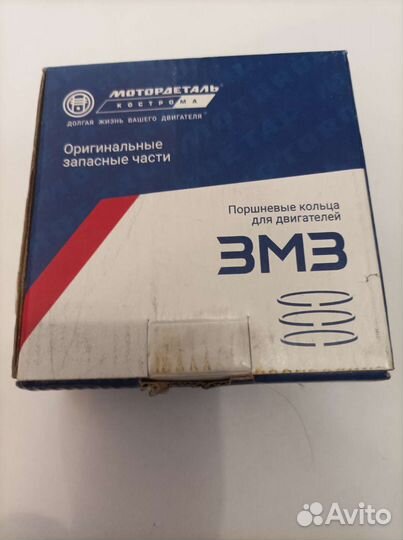 МОТОРДЕТАЛЬ
КОСТРОМА
ДОЛГАЯ ЖИЗНЬ ВАШЕГО ДВИГАТЕЛЯ
Оригинальные
запасные части
Поршневые кольца
для двигателей
ЗМЗ
Avito